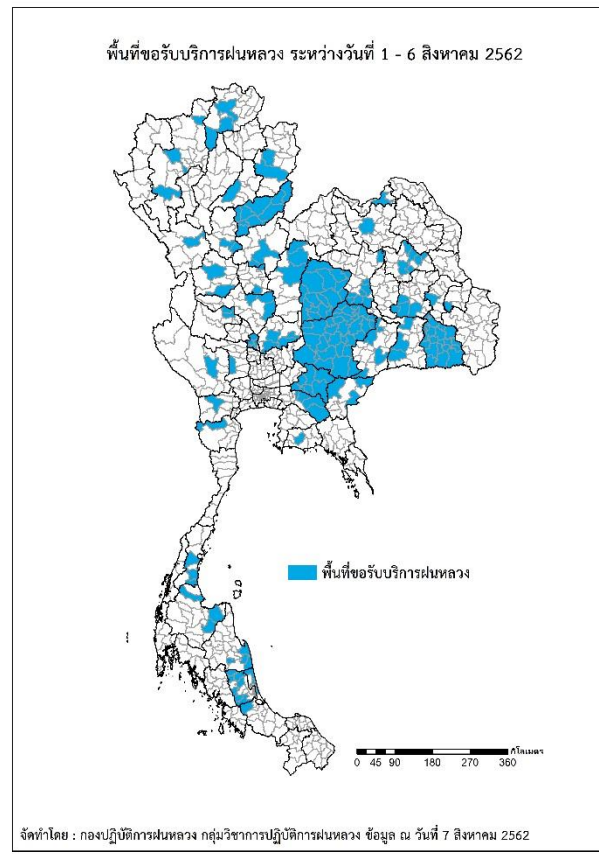 พื้นที่ขอรับบริการฝนหลวง ระหว่างวันที่ 1 - 6 สิงหาคม 2562
พื้นที่ขอรับบริการฝนหลวง
กิโลเมตร
0 45 90 180 270 360
จัดทำโดย : กองปฏิบัติการฝนหลวง กลุ่มวิชาการปฏิบัติการฝนหลวง ข้อมูล ณ วันที่ 7 สิงหาคม 2562